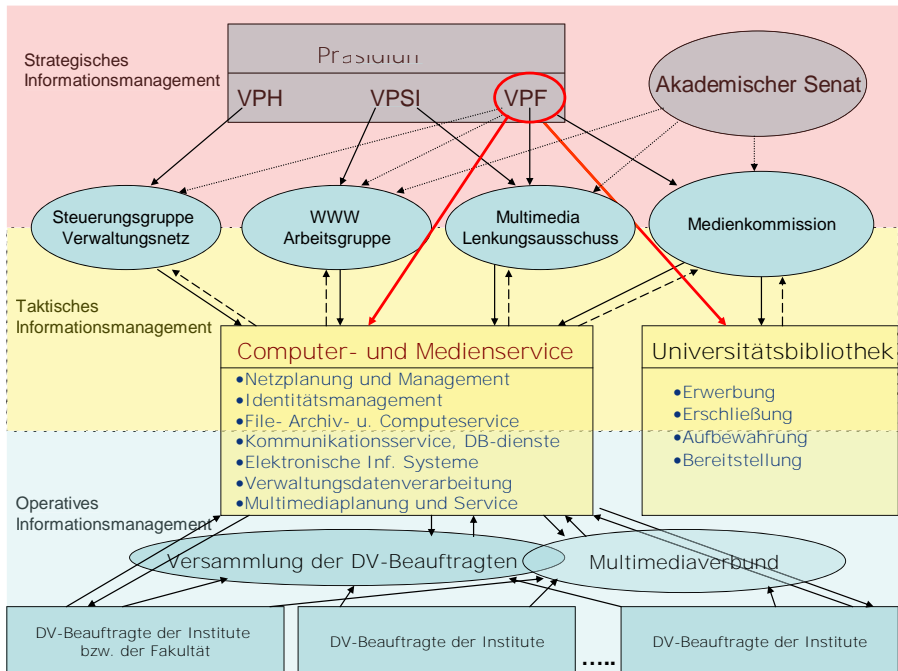 Strategisches
Informationsmanagement
VPH
VPSI
VPF
Akademischer Senat
Steuerungsgruppe
Verwaltungsnetz
WWW
Arbeitsgruppe
Multimedia
Lenkungsausschuss
Medienkommission
Taktisches
Informationsmanagement
Computer- und Medienservice
•Netzplanung und Management
•Identitätsmanagement
•File- Archiv- u. Computeservice
•Kommunikationsservice, DB-dienste
•Elektronische Inf. Systeme
•Verwaltungsdatenverarbeitung
•Multimediaplanung und Service
Universitätsbibliothek
•Erwerbung
•Erschließung
•Aufbewahrung
•Bereitstellung
Operatives
Informationsmanagement
Versammlung der DV-Beauftragten
Multimediaverbund
DV-Beauftragte der Institute
bzw. der Fakultät
DV-Beauftragte der Institute
.....
DV-Beauftragte der Institute